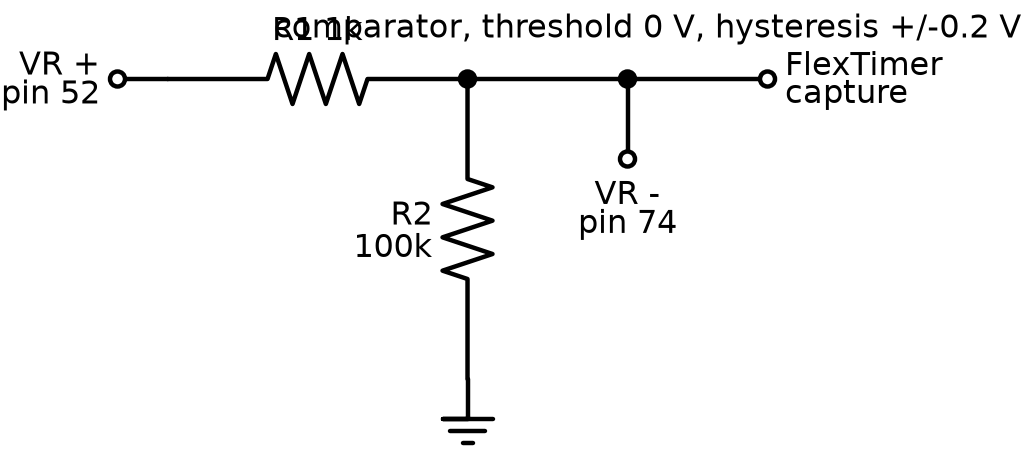 R1 1k
comparator, threshold 0 V, hysteresis +/-0.2 V
VR +
pin 52
FlexTimer
capture
VR -
pin 74
R2
100k